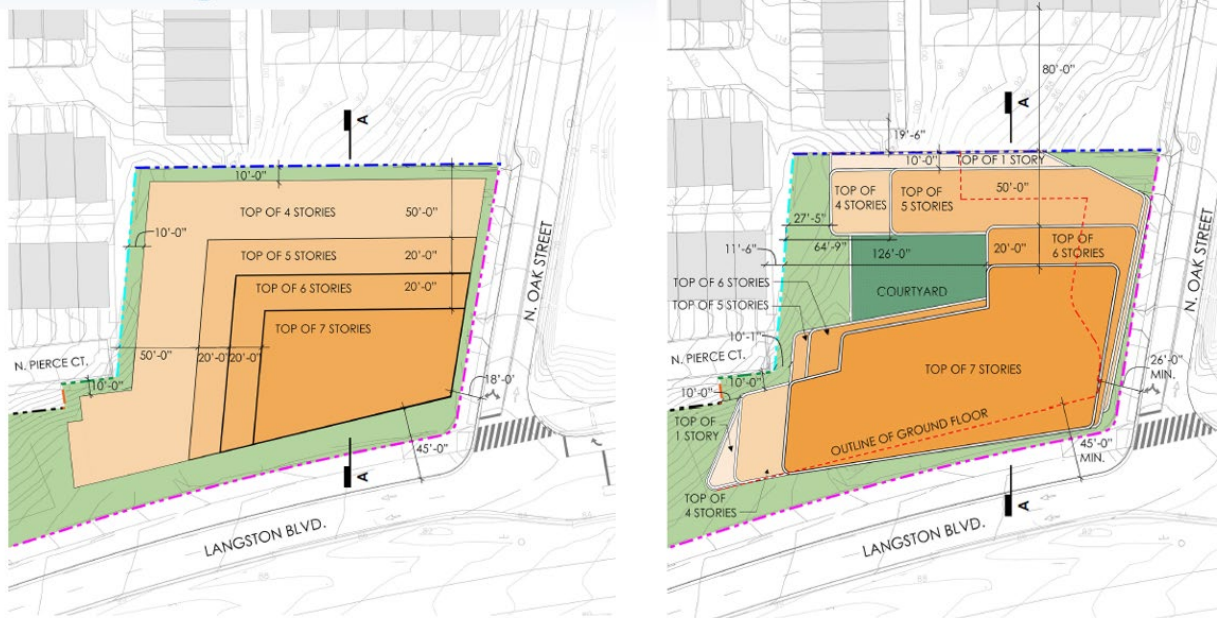 A
10'-0"
TOP OF 4 STORIES
50'-0"
10'-0"
TOP OF 5 STORIES
20'-0"
TOP OF 6 STORIES
20'-0"
TOP OF 7 STORIES
N. OAK STREET
50'-0"
20'-0"
20'-0"
N. PIERCE CT.
10'-0"
18'-0'
45'-0"
A
LANGSTON BLVD.
80'-0"
A
19'-6"
10'-0"
TOP OF 1 STORY
TOP OF
4 STORIES
TOP OF
5 STORIES
50'-0"
27'-5"
64'-9"
11'-6"
126'-0"
20'-0"
TOP OF
6 STORIES
TOP OF 6 STORIES
COURTYARD
TOP OF 5 STORIES
N. OAK STREET
10'-1"
N. PIERCE CT.
TOP OF 7 STORIES
26'-0"
MIN.
10'-0"
10'-0"
TOP OF
1 STORY
OUTLINE OF GROUND FLOOR
45'-0"
MIN.
TOP OF
4 STORIES
A
LANGSTON BLVD.